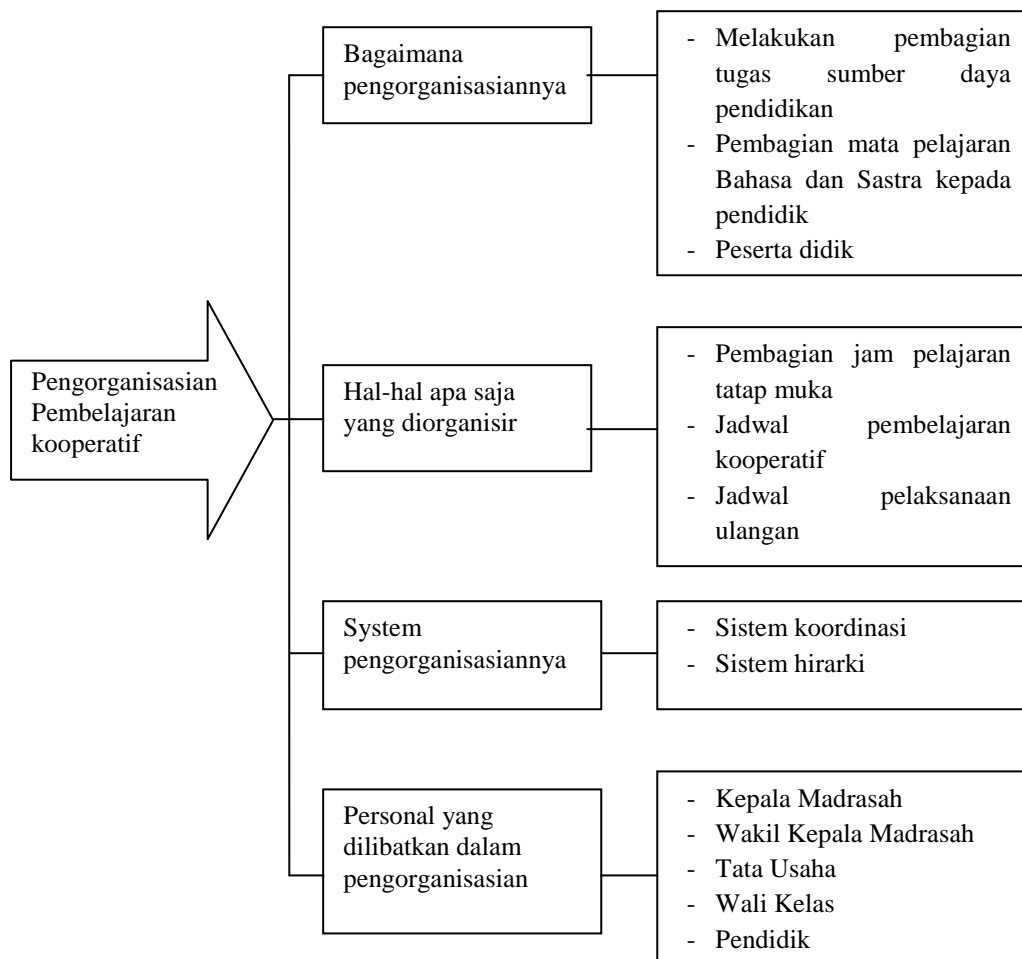 Pengorganisasian
Pembelajaran
kooperatif
Bagaimana
pengorganisasiannya
- Melakukan pembagian
tugas sumber daya
pendidikan
- Pembagian mata pelajaran
Bahasa dan Sastra kepada
pendidik
- Peserta didik
Hal-hal apa saja
yang diorganisir
- Pembagian jam pelajaran
tatap muka
- Jadwal pembelajaran
kooperatif
- Jadwal pelaksanaan
ulangan
System
pengorganisasiannya
- Sistem koordinasi
- Sistem hirarki
Personal yang
dilibatkan dalam
pengorganisasian
- Kepala Madrasah
- Wakil Kepala Madrasah
- Tata Usaha
- Wali Kelas
- Pendidik